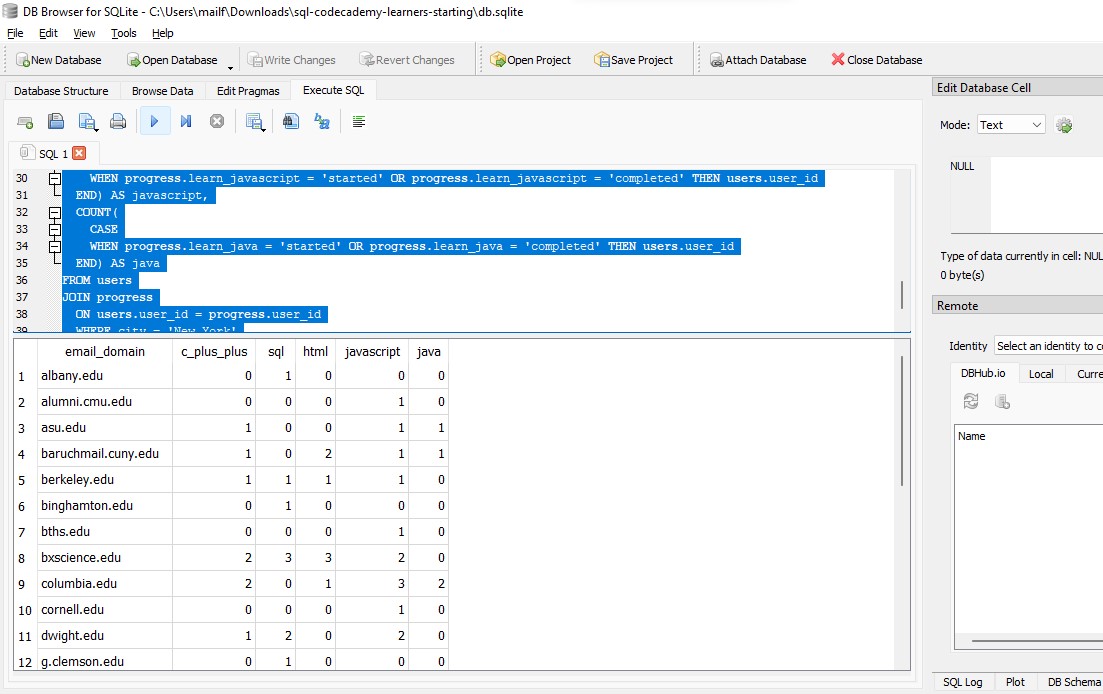 DB Browser for SQLite - C:\Users\mailf\Downloads\sql-codecademy-learners-starting\db.sqlite
File Edit View Tools Help
New Database Open Database Write Changes Revert Changes Open Project Save Project Attach Database Close Database
Database Structure Browse Data Edit Pragmas Execute SQL
SQL 1
30 WHEN progress.learn_javascript = 'started' OR progress.learn_javascript = 'completed' THEN users.user_id
31 END) AS javascript,
32 COUNT(
33 CASE
34 WHEN progress.learn_java = 'started' OR progress.learn_java = 'completed' THEN users.user_id
35 END) AS java
36 FROM users
37 JOIN progress
38 ON users.user_id = progress.user_id
39 WHERE city = 'New York'
email_domain c_plus_plus sql html javascript java
1 albany.edu 0 1 0 0 0
2 alumni.cmu.edu 0 0 0 1 0
3 asu.edu 1 0 0 1 1
4 baruchmail.cuny.edu 1 0 2 1 1
5 berkeley.edu 1 1 1 1 0
6 binghamton.edu 0 1 0 0 0
7 bths.edu 0 0 0 1 0
8 bxscience.edu 2 3 3 2 0
9 columbia.edu 2 0 1 3 2
10 cornell.edu 0 0 0 1 0
11 dwight.edu 1 2 0 2 0
12 g.clemson.edu 0 1 0 0 0
Edit Database Cell
Mode: Text
NULL
Type of data currently in cell: NUL
0 byte(s)
Remote
Identity Select an identity to co
DBHub.io Local Curre
Name
SQL Log Plot DB Schema